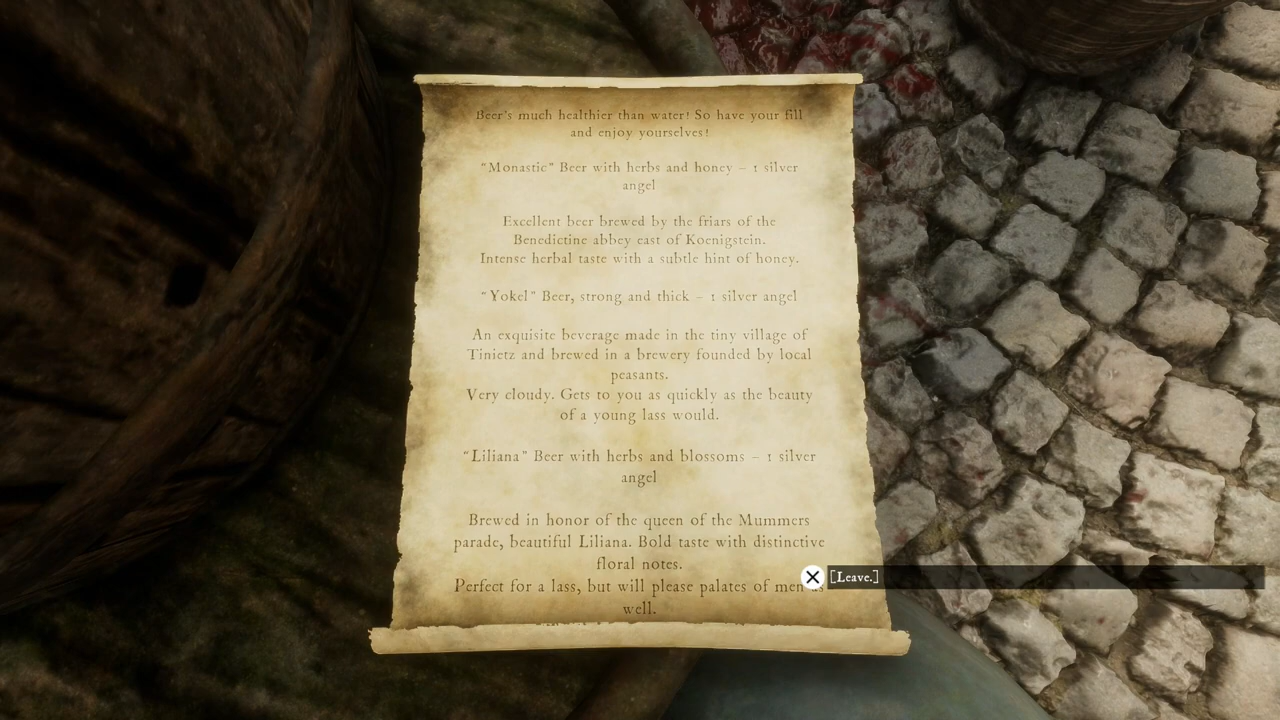 Beer's much healthier than water! So have your fill
and enjoy yourselves!
"Monastic" Beer with herbs and honey – 1 silver
angel
Excellent beer brewed by the friars of the
Benedictine abbey east of Koenigstein.
Intense herbal taste with a subtle hint of honey.
"Yokel" Beer, strong and thick – 1 silver angel
An exquisite beverage made in the tiny village of
Tinietz and brewed in a brewery founded by local
peasants.
Very cloudy. Gets to you as quickly as the beauty
of a young lass would.
"Liliana" Beer with herbs and blossoms – 1 silver
angel
Brewed in honor of the queen of the Mummers
parade, beautiful Liliana. Bold taste with distinctive
floral notes.
Perfect for a lass, but will please palates of men as
well.
[Leave.]